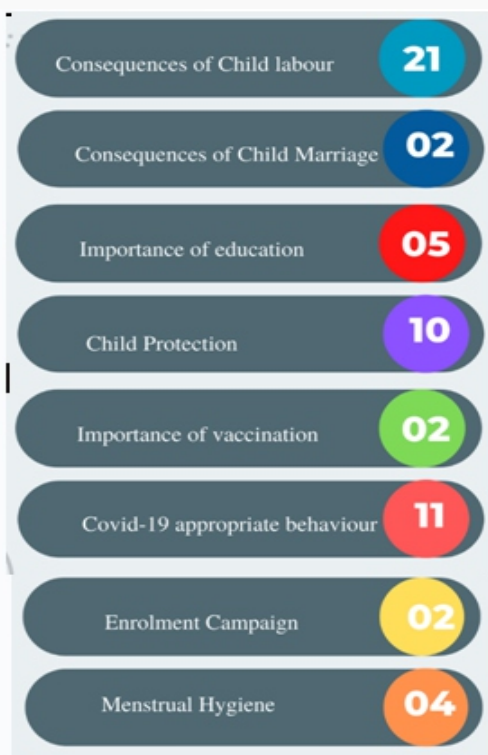 Consequences of Child labour 21
Consequences of Child Marriage 02
Importance of education 05
Child Protection 10
Importance of vaccination 02
Covid-19 appropriate behaviour 11
Enrolment Campaign 02
Menstrual Hygiene 04